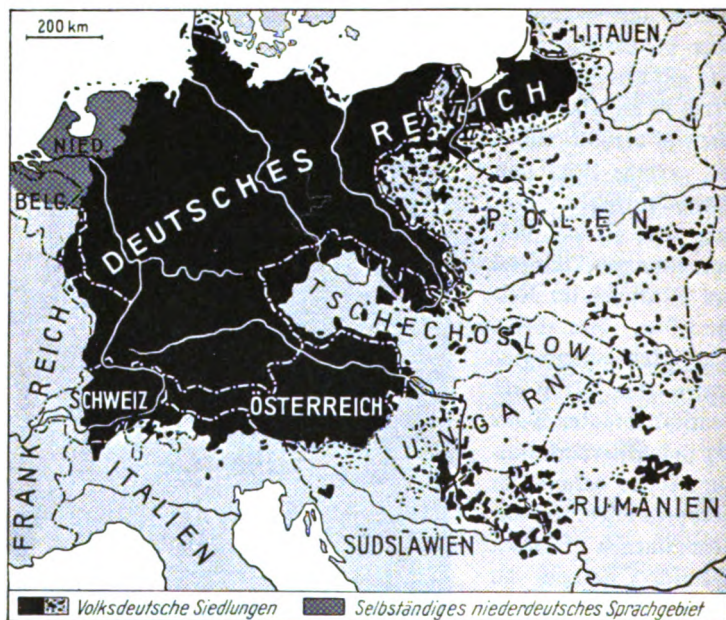 200 km
LITAUEN
DEUTSCHES REICH
NIED.
BELG.
POLEN
TSCHECHOSLOW
FRANKREICH
SCHWEIZ
ÖSTERREICH
UNGARN
ITALIEN
RUMÄNIEN
SÜDSLAWIEN
Volksdeutsche Siedlungen
Selbständiges niederdeutsches Sprachgebiet